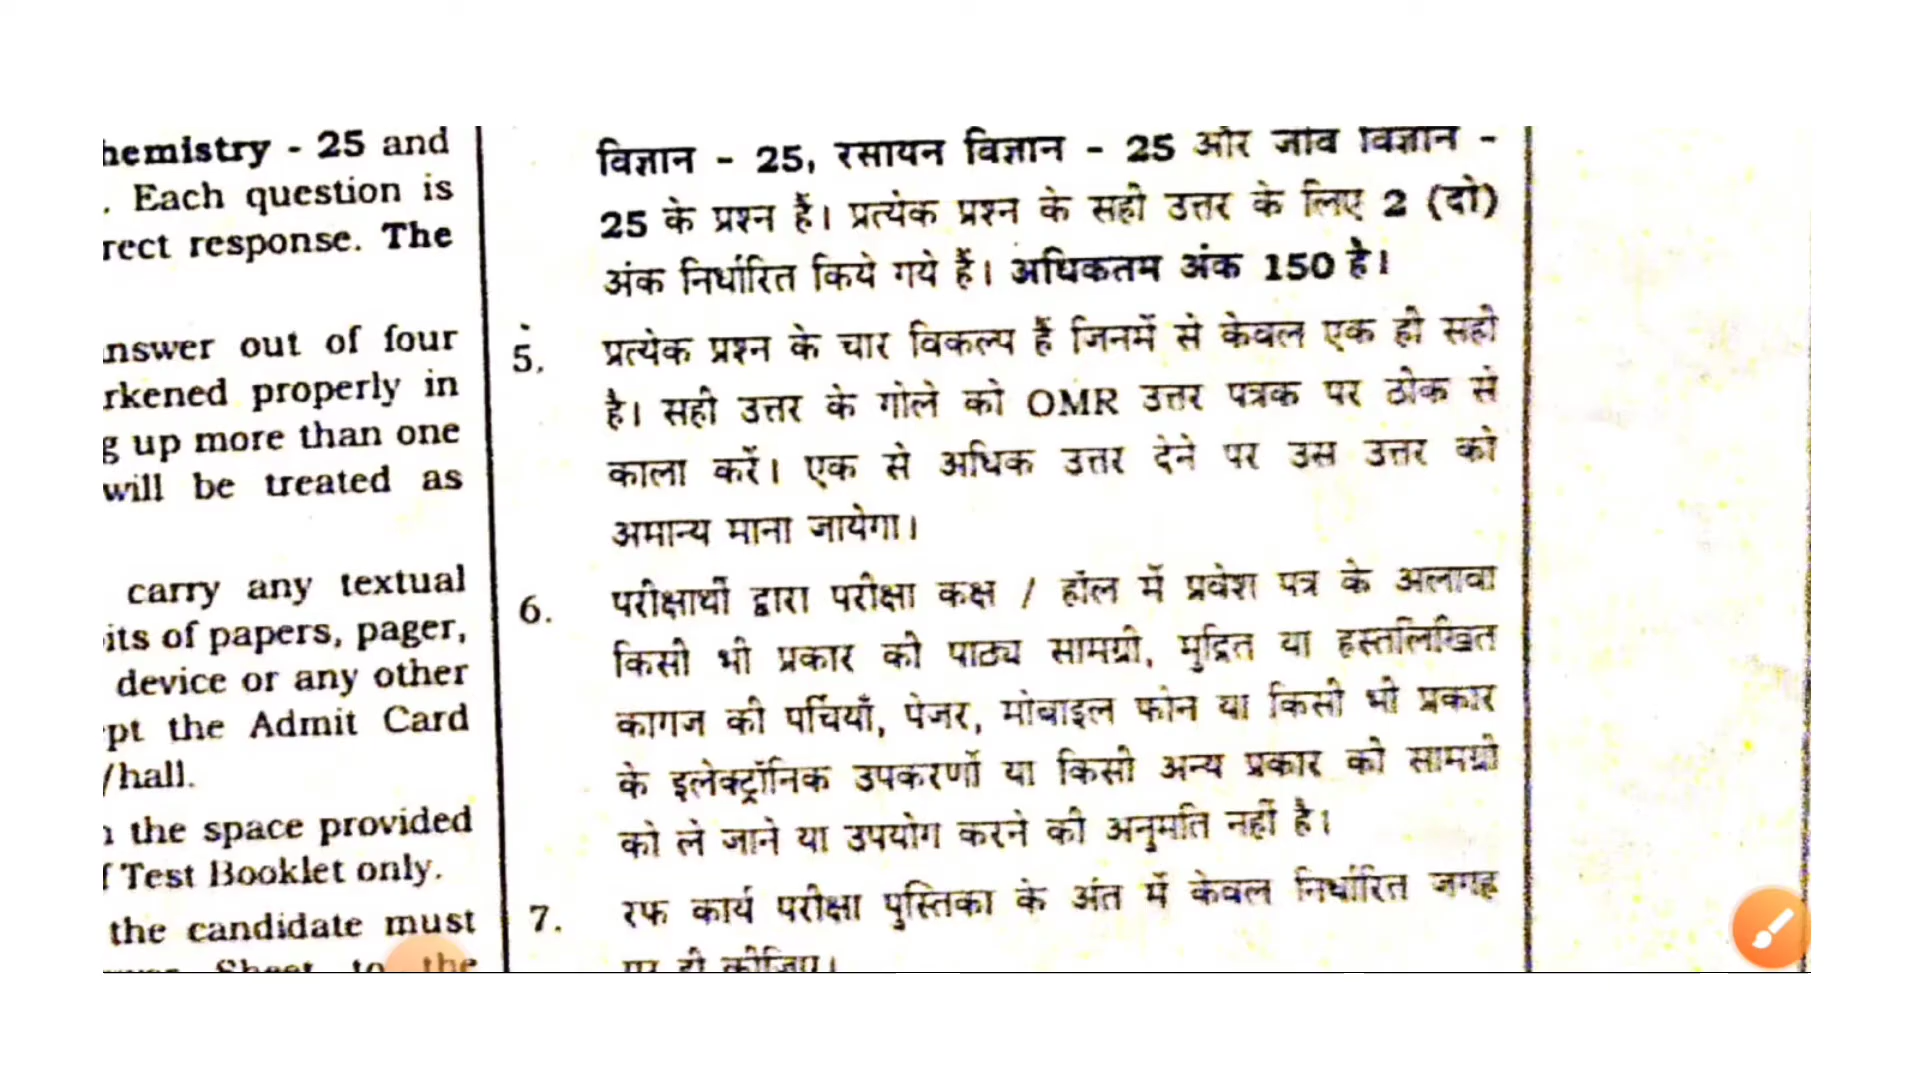 hemistry - 25 and
. Each question is
rect response. The
nswer out of four
rkened properly in
g up more than one
will be treated as
carry any textual
its of papers, pager,
device or any other
pt the Admit Card
/hall.
the space provided
f Test Booklet only.
the candidate must
Sheet to the
विज्ञान - 25, रसायन विज्ञान - 25 और जीव विज्ञान -
25 के प्रश्न हैं। प्रत्येक प्रश्न के सही उत्तर के लिए 2 (दो)
अंक निर्धारित किये गये हैं। अधिकतम अंक 150 है।
5. प्रत्येक प्रश्न के चार विकल्प हैं जिनमें से केवल एक ही सही
है। सही उत्तर के गोले को OMR उत्तर पत्रक पर ठीक से
काला करें। एक से अधिक उत्तर देने पर उस उत्तर को
अमान्य माना जायेगा।
6. परीक्षार्थी द्वारा परीक्षा कक्ष / हॉल में प्रवेश पत्र के अलावा
किसी भी प्रकार की पाठ्य सामग्री, मुद्रित या हस्तलिखित
कागज की पर्चियाँ, पेजर, मोबाइल फोन या किसी भी प्रकार
के इलेक्ट्रॉनिक उपकरणों या किसी अन्य प्रकार की सामग्री
को ले जाने या उपयोग करने की अनुमति नहीं है।
7. रफ कार्य परीक्षा पुस्तिका के अंत में केवल निर्धारित जगह
पर ही कीजिए।